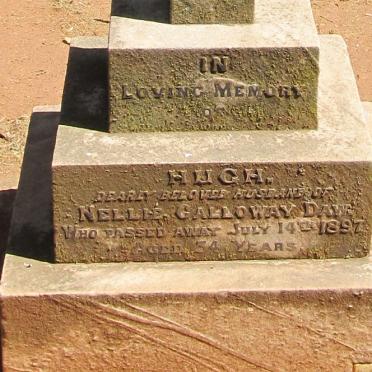 IN
LOVING MEMORY
OF
HUGH.
DEARLY BELOVED HUSBAND OF
NELLIE GALLOWAY DAW.
WHO PASSED AWAY JULY 14TH 1897
AGED 34 YEARS.